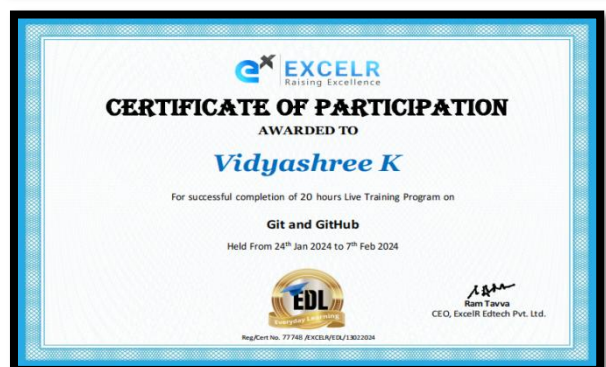 ex EXCELR
Raising Excellence
CERTIFICATE OF PARTICIPATION
AWARDED TO
Vidyashree K
For successful completion of 20 hours Live Training Program on
Git and GitHub
Held From 24th Jan 2024 to 7th Feb 2024
EDL
Everyday Learning
Ram Tavva
CEO, ExcelR Edtech Pvt. Ltd.
Reg/Cert No. 77748 /EXCELR/EDL/13022024